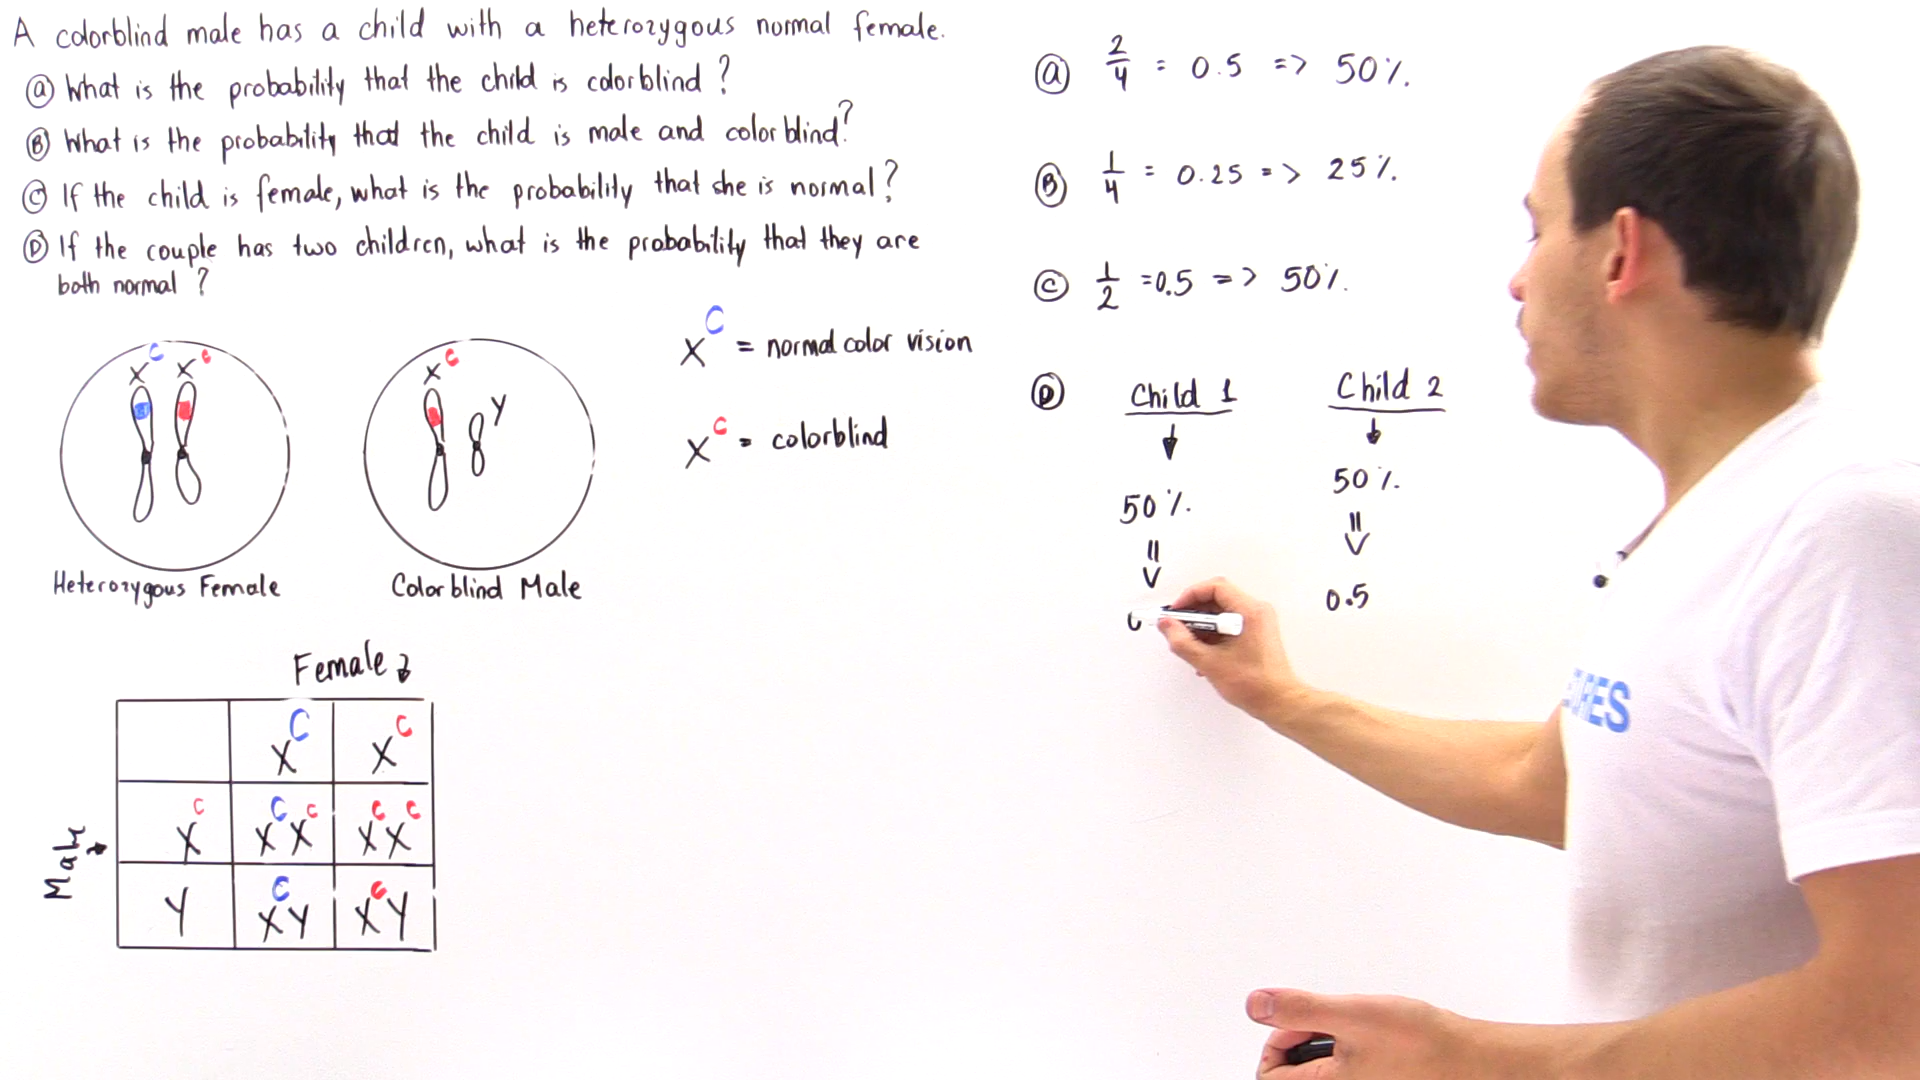 A colorblind male has a child with a heterozygous normal female.
(a) What is the probability that the child is colorblind?
(B) What is the probability that the child is male and color blind?
(C) If the child is female, what is the probability that she is normal?
(D) If the couple has two children, what is the probability that they are
both normal?
X^C X^c
X^c Y
Heterozygous Female
Colorblind Male
X^C = normal color vision
X^c = colorblind
Female
Male
X^C X^c
X^c X^C X^c X^c X^c
Y X^C Y X^c Y
(a) 2/4 = 0.5 => 50%.
(B) 1/4 = 0.25 => 25%.
(C) 1/2 = 0.5 => 50%.
(D) Child 1 Child 2
50%. 50%.
0.5